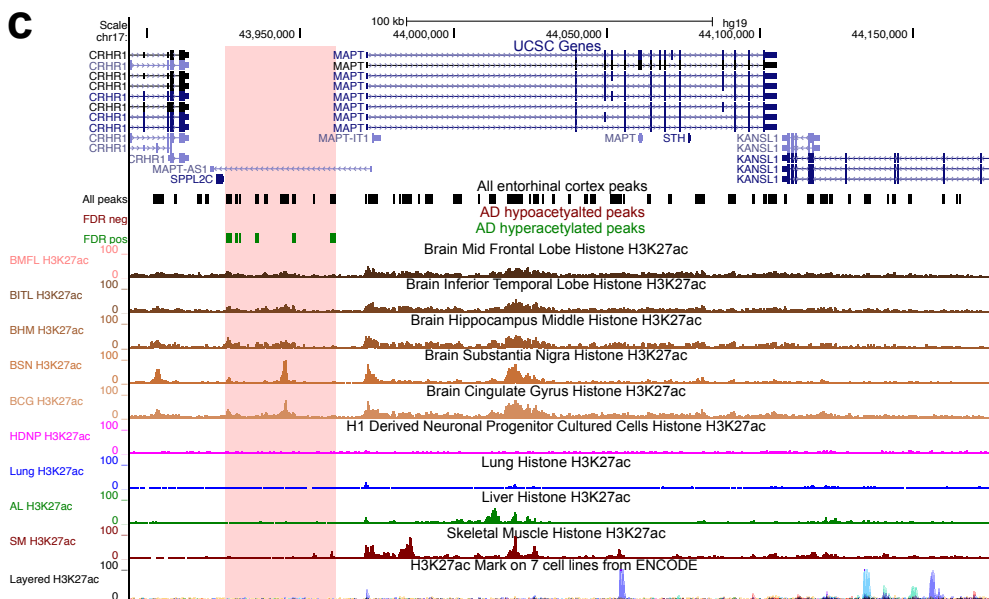 C
Scale 100 kb hg19
chr17: 43,950,000 44,000,000 44,050,000 44,100,000 44,150,000
UCSC Genes
CRHR1 MAPT
CRHR1 MAPT
CRHR1 MAPT
CRHR1 MAPT
CRHR1 MAPT
CRHR1 MAPT
CRHR1 MAPT
CRHR1 MAPT
CRHR1 MAPT-IT1 MAPT STH KANSL1
CRHR1 KANSL1
CRHR1 KANSL1
MAPT-AS1 KANSL1
SPPL2C KANSL1
All entorhinal cortex peaks
All peaks
AD hypoacetyalted peaks
FDR neg
AD hyperacetylated peaks
FDR pos
Brain Mid Frontal Lobe Histone H3K27ac
100
BMFL H3K27ac
0
Brain Inferior Temporal Lobe Histone H3K27ac
100
BITL H3K27ac
0
Brain Hippocampus Middle Histone H3K27ac
100
BHM H3K27ac
0
Brain Substantia Nigra Histone H3K27ac
100
BSN H3K27ac
0
Brain Cingulate Gyrus Histone H3K27ac
100
BCG H3K27ac
0
H1 Derived Neuronal Progenitor Cultured Cells Histone H3K27ac
100
HDNP H3K27ac
0
Lung Histone H3K27ac
100
Lung H3K27ac
0
Liver Histone H3K27ac
100
AL H3K27ac
0
Skeletal Muscle Histone H3K27ac
100
SM H3K27ac
0
H3K27ac Mark on 7 cell lines from ENCODE
100
Layered H3K27ac
0